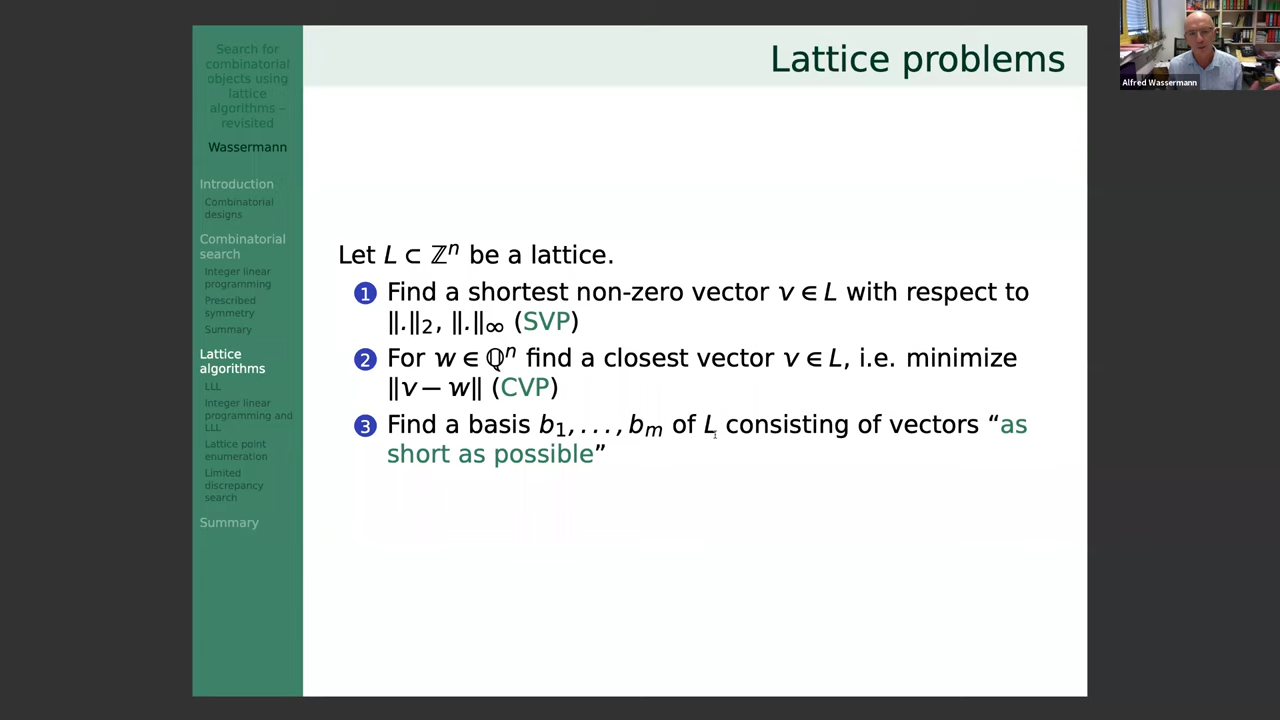 Search for
combinatorial
objects using
lattice
algorithms –
revisited
Wassermann
Introduction
Combinatorial
designs
Combinatorial
search
Integer linear
programming
Prescribed
symmetry
Summary
Lattice
algorithms
LLL
Integer linear
programming and
LLL
Lattice point
enumeration
Limited
discrepancy
search
Summary
Lattice problems
Let L ⊂ ℤⁿ be a lattice.
1 Find a shortest non-zero vector v ∈ L with respect to
‖.‖₂, ‖.‖∞ (SVP)
2 For w ∈ ℚⁿ find a closest vector v ∈ L, i.e. minimize
‖v − w‖ (CVP)
3 Find a basis b₁, . . . , bₘ of L consisting of vectors “as
short as possible”
Alfred Wassermann